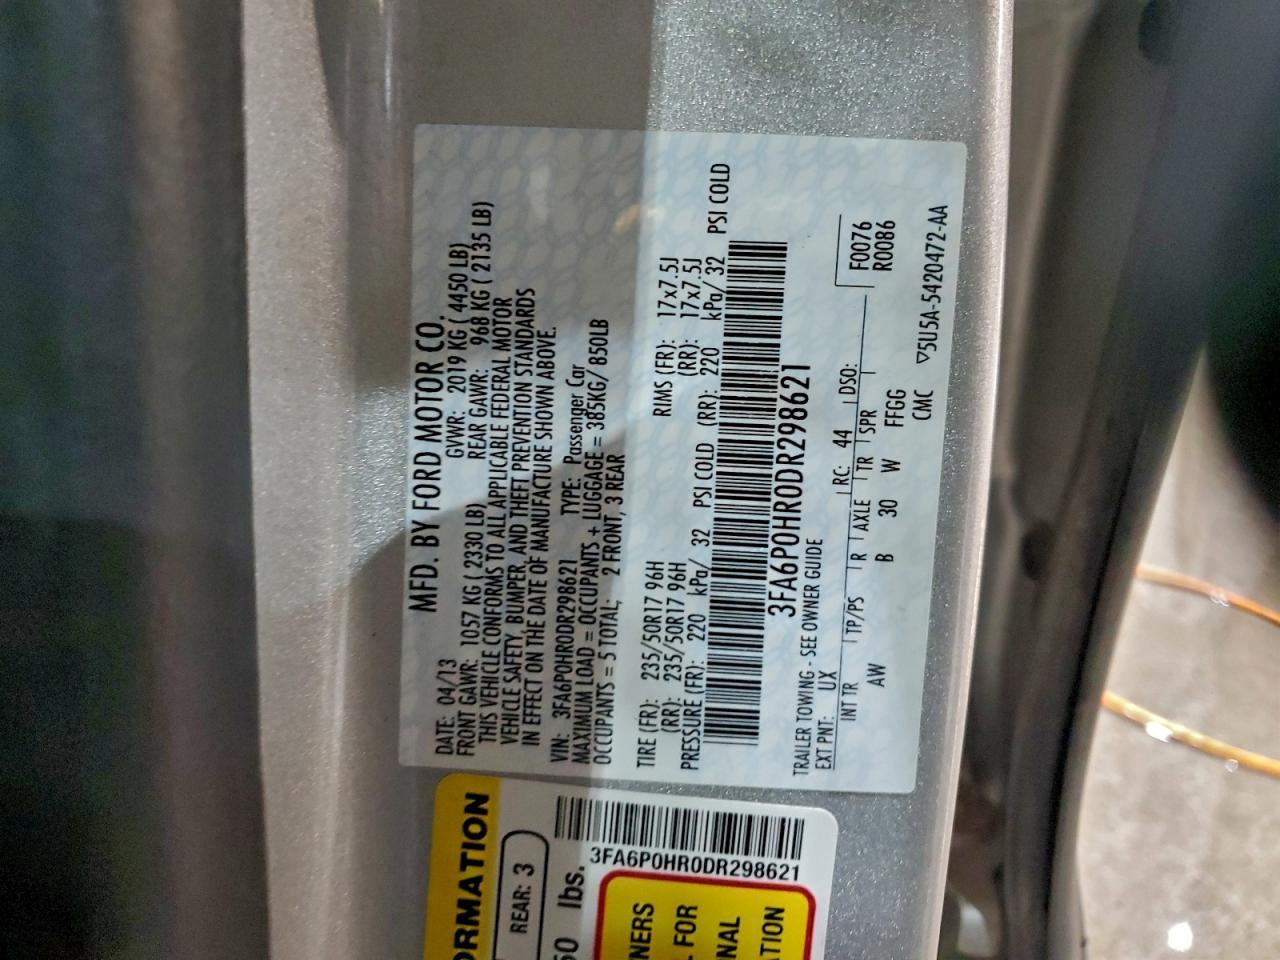 MFD. BY FORD MOTOR CO.
DATE: 04/13 GVWR: 2019 KG ( 4450 LB)
FRONT GAWR: 1057 KG ( 2330 LB) REAR GAWR: 968 KG ( 2135 LB)
THIS VEHICLE CONFORMS TO ALL APPLICABLE FEDERAL MOTOR
VEHICLE SAFETY, BUMPER, AND THEFT PREVENTION STANDARDS
IN EFFECT ON THE DATE OF MANUFACTURE SHOWN ABOVE.
VIN: 3FA6P0HR0DR298621 TYPE: Passenger Car
MAXIMUM LOAD = OCCUPANTS + LUGGAGE = 385KG/ 850LB
OCCUPANTS = 5 TOTAL, 2 FRONT, 3 REAR
TIRE (FR): 235/50R17 96H RIMS (FR): 17x7.5J
(RR): 235/50R17 96H (RR): 17x7.5J
PRESSURE (FR): 220 kPa/ 32 PSI COLD (RR): 220 kPa/ 32 PSI COLD
3FA6P0HR0DR298621
TRAILER TOWING - SEE OWNER GUIDE
EXT PNT: UX RC: 44 DSO: F0076
INT TR TP/PS R AXLE TR SPR R0086
AW B 30 W FFGG
CMC ▽5U5A-5420472-AA
ORMATION
REAR: 3
60 lbs.
3FA6P0HR0DR298621
NERS
L FOR
NAL
ATION